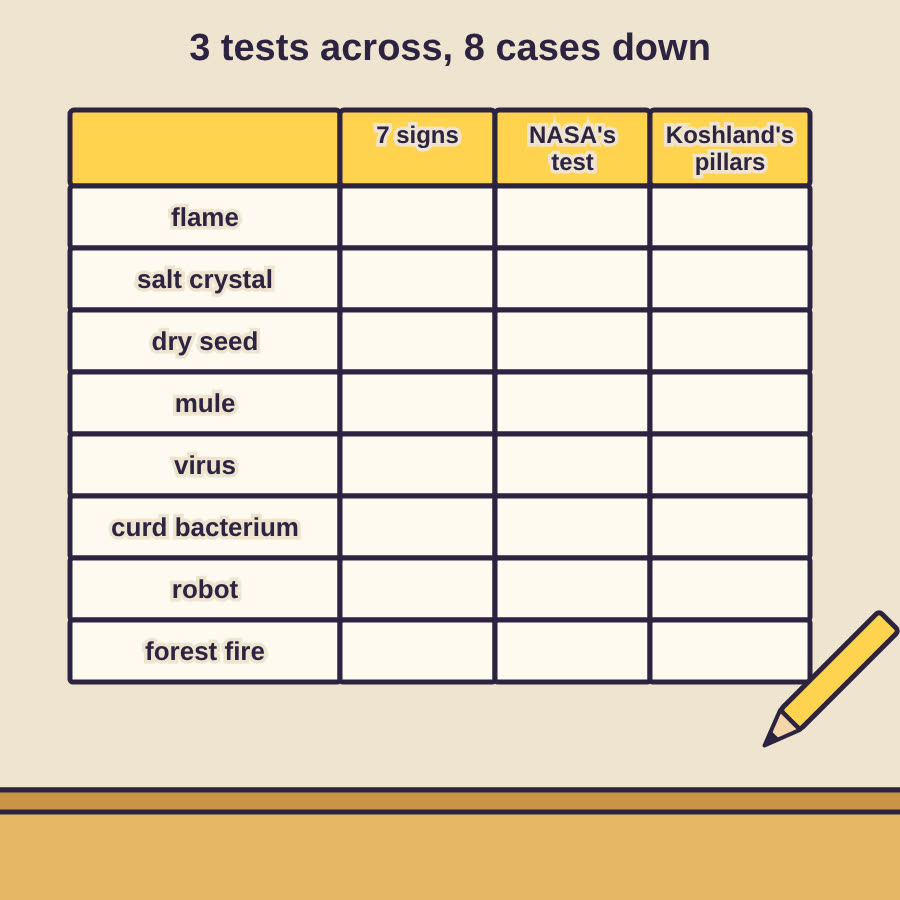 3 tests across, 8 cases down
7 signs
NASA's
test
Koshland's
pillars
flame
salt crystal
dry seed
mule
virus
curd bacterium
robot
forest fire